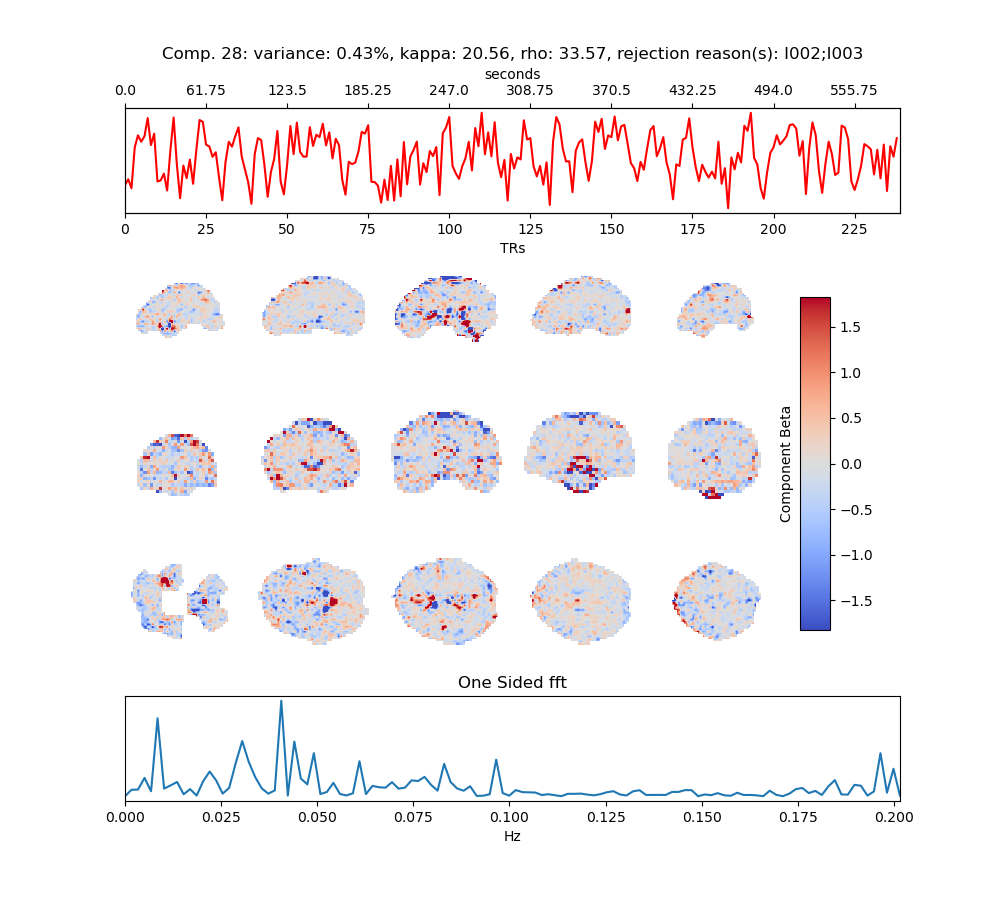 Comp. 28: variance: 0.43%, kappa: 20.56, rho: 33.57, rejection reason(s): I002;I003
seconds
0.0 61.75 123.5 185.25 247.0 308.75 370.5 432.25 494.0 555.75
0 25 50 75 100 125 150 175 200 225
TRs
1.5
1.0
0.5
0.0
−0.5
−1.0
−1.5
Component Beta
One Sided fft
0.000 0.025 0.050 0.075 0.100 0.125 0.150 0.175 0.200
Hz